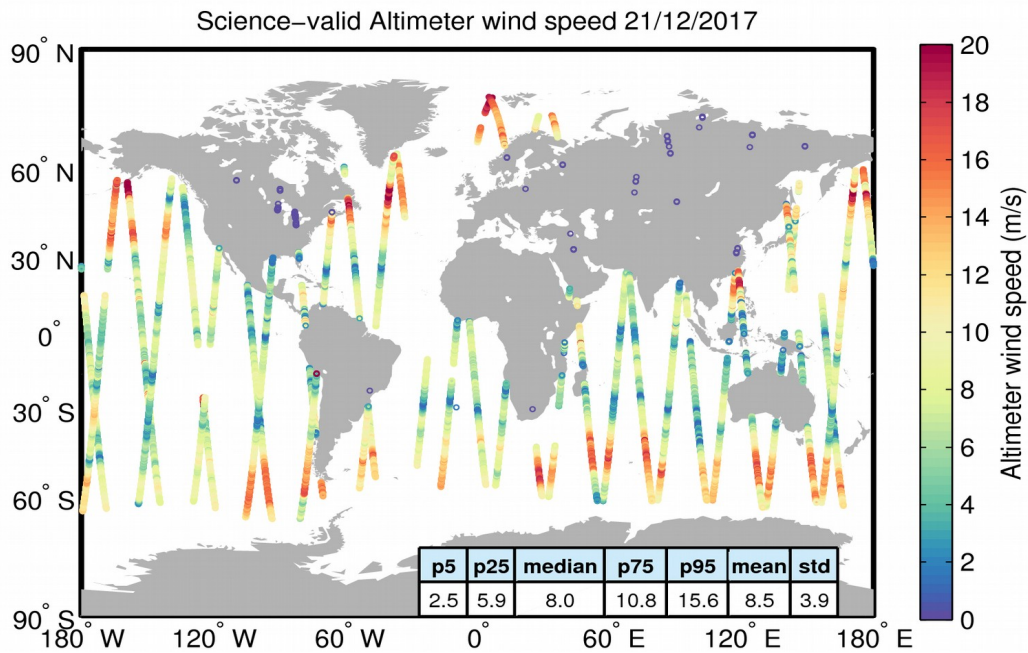 Science−valid Altimeter wind speed 21/12/2017
90° N
60° N
30° N
0°
30° S
60° S
90° S
180° W
120° W
60° W
0°
60° E
120° E
180° E
p5 p25 median p75 p95 mean std
2.5 5.9 8.0 10.8 15.6 8.5 3.9
20
18
16
14
12
10
8
6
4
2
0
Altimeter wind speed (m/s)